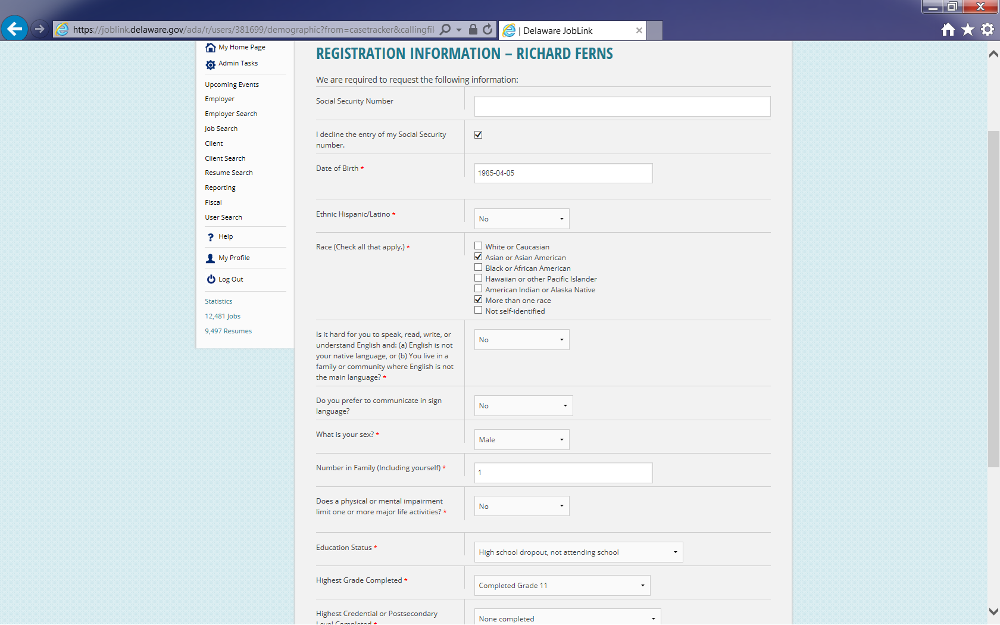 https://joblink.delaware.gov/ada/r/users/381699/demographic?from=casetracker&callingfil
| Delaware JobLink
My Home Page
Admin Tasks
Upcoming Events
Employer
Employer Search
Job Search
Client
Client Search
Resume Search
Reporting
Fiscal
User Search
Help
My Profile
Log Out
Statistics
12,481 Jobs
9,497 Resumes
REGISTRATION INFORMATION – RICHARD FERNS
We are required to request the following information:
Social Security Number
I decline the entry of my Social Security
number.
Date of Birth *
1985-04-05
Ethnic Hispanic/Latino *
No
Race (Check all that apply.) *
White or Caucasian
Asian or Asian American
Black or African American
Hawaiian or other Pacific Islander
American Indian or Alaska Native
More than one race
Not self-identified
Is it hard for you to speak, read, write, or
understand English and: (a) English is not
your native language, or (b) You live in a
family or community where English is not
the main language? *
No
Do you prefer to communicate in sign
language?
No
What is your sex? *
Male
Number in Family (Including yourself) *
1
Does a physical or mental impairment
limit one or more major life activities? *
No
Education Status *
High school dropout, not attending school
Highest Grade Completed *
Completed Grade 11
Highest Credential or Postsecondary
Level Completed *
None completed